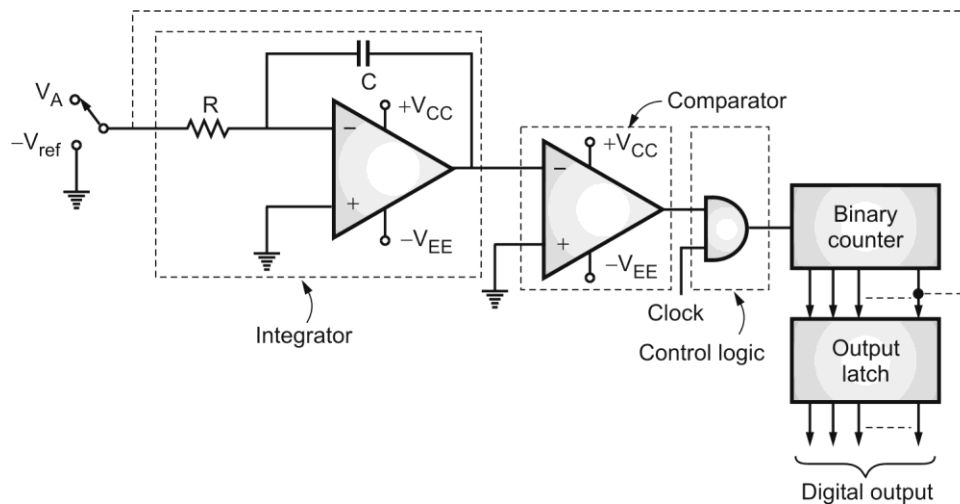 C
V_A
R
+V_CC
−
Comparator
−V_ref
+V_CC
−
+
Binary
counter
−V_EE
+
−V_EE
Clock
Integrator
Control logic
Output
latch
Digital output